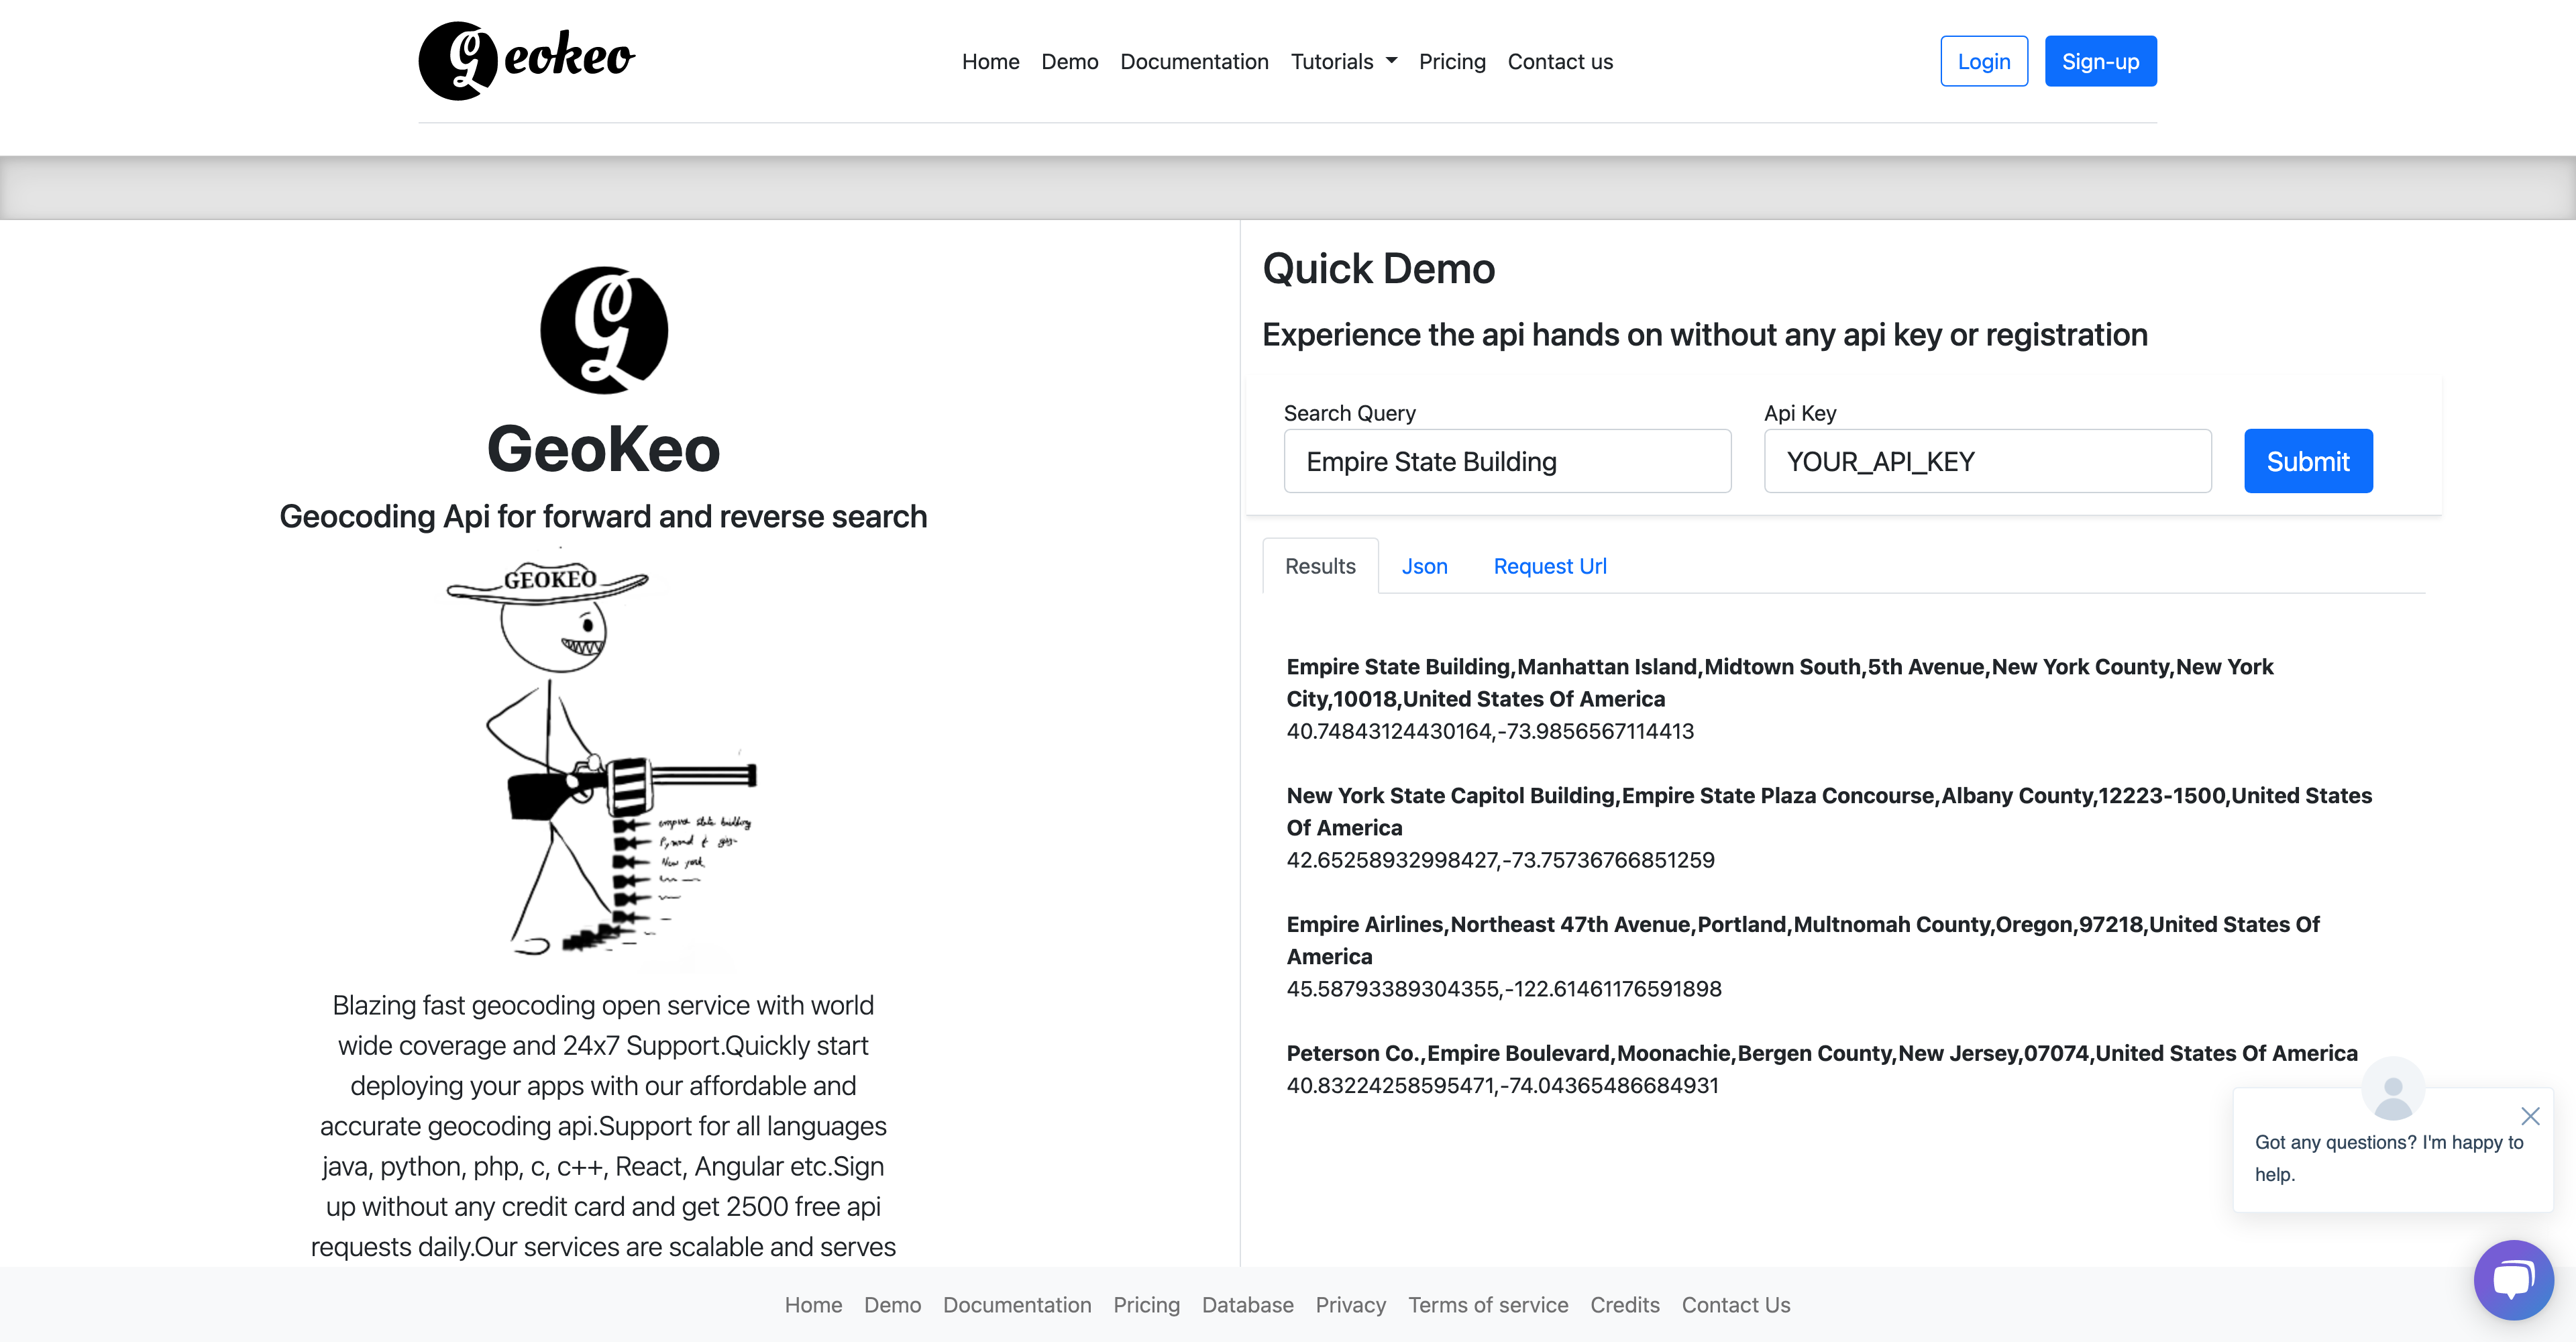 Geokeo
Home Demo Documentation Tutorials Pricing Contact us
Login Sign-up
GeoKeo
Geocoding Api for forward and reverse search
GEOKEO
empire state building
New york
Blazing fast geocoding open service with world
wide coverage and 24x7 Support.Quickly start
deploying your apps with our affordable and
accurate geocoding api.Support for all languages
java, python, php, c, c++, React, Angular etc.Sign
up without any credit card and get 2500 free api
requests daily.Our services are scalable and serves
Quick Demo
Experience the api hands on without any api key or registration
Search Query Api Key
Empire State Building YOUR_API_KEY Submit
Results Json Request Url
Empire State Building,Manhattan Island,Midtown South,5th Avenue,New York County,New York
City,10018,United States Of America
40.74843124430164,-73.9856567114413
New York State Capitol Building,Empire State Plaza Concourse,Albany County,12223-1500,United States
Of America
42.65258932998427,-73.75736766851259
Empire Airlines,Northeast 47th Avenue,Portland,Multnomah County,Oregon,97218,United States Of
America
45.58793389304355,-122.61461176591898
Peterson Co.,Empire Boulevard,Moonachie,Bergen County,New Jersey,07074,United States Of America
40.83224258595471,-74.04365486684931
Got any questions? I'm happy to
help.
Home Demo Documentation Pricing Database Privacy Terms of service Credits Contact Us